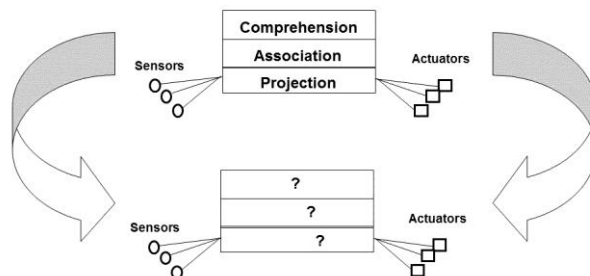 Comprehension
Sensors
Association
Actuators
Projection
?
?
Sensors
Actuators
?